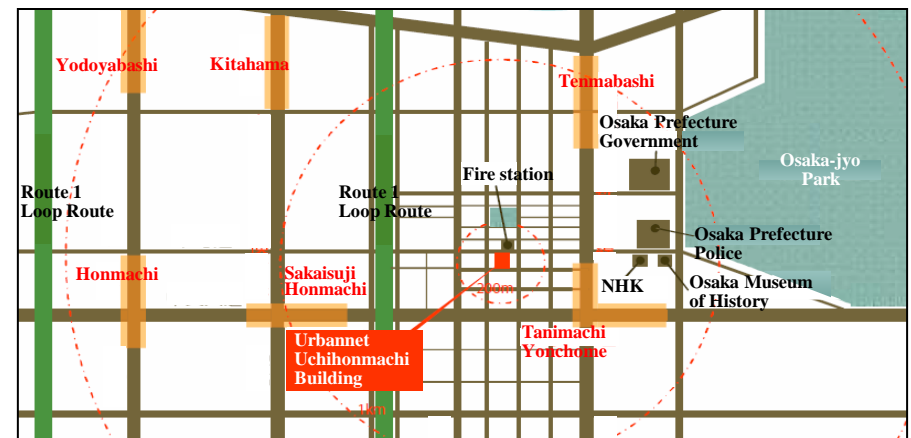 Yodoyabashi
Kitahama
Tenmabashi
Osaka Prefecture
Government
Osaka-jyo
Park
Fire station
Route 1
Loop Route
Route 1
Loop Route
Osaka Prefecture
Police
Honmachi
Sakaisuji
Honmachi
200m
NHK
Osaka Museum
of History
Urbannet
Uchihonmachi
Building
Tanimachi
Yonchome
1km